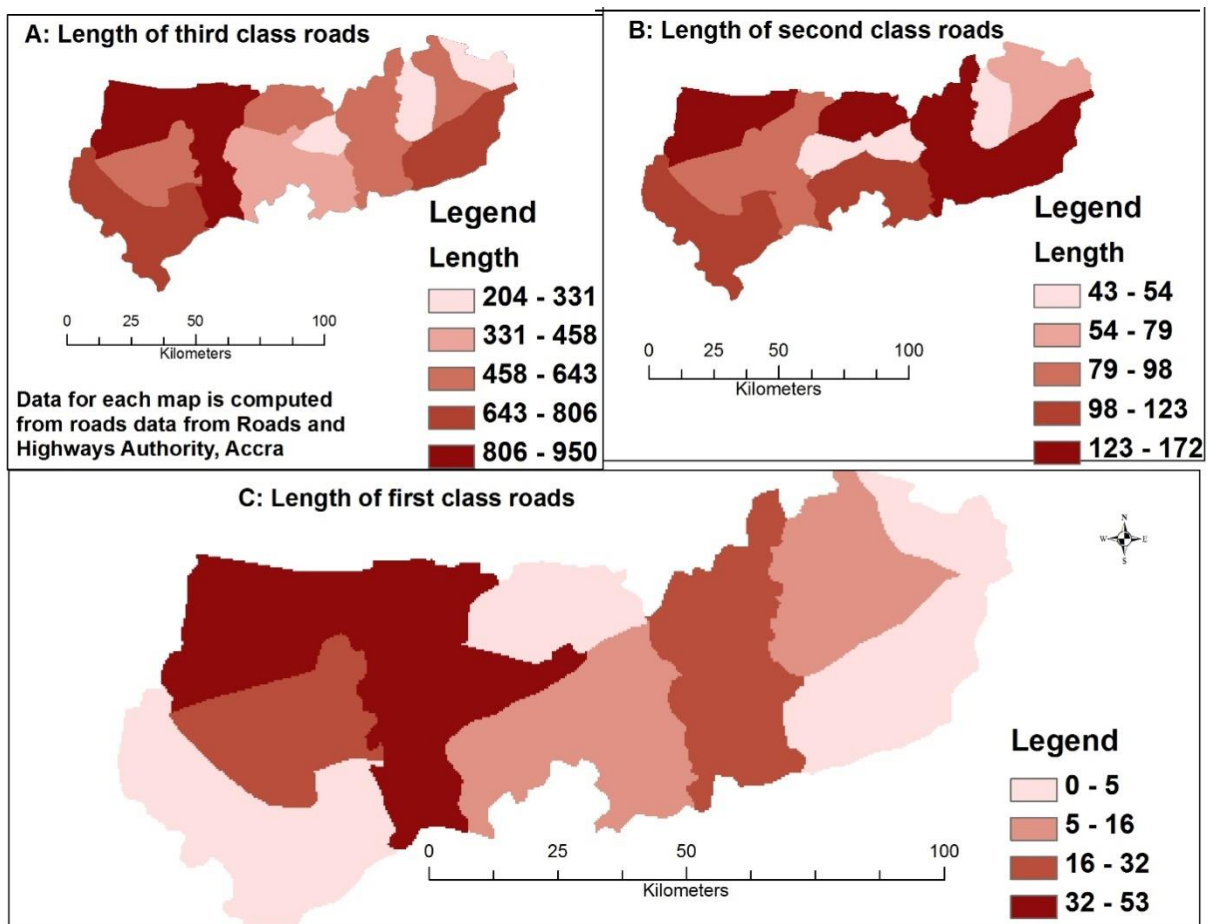 A: Length of third class roads
Legend
Length
204 - 331
331 - 458
458 - 643
643 - 806
806 - 950
0 25 50 100
Kilometers
Data for each map is computed
from roads data from Roads and
Highways Authority, Accra
B: Length of second class roads
Legend
Length
43 - 54
54 - 79
79 - 98
98 - 123
123 - 172
0 25 50 100
Kilometers
C: Length of first class roads
N
W E
S
Legend
0 - 5
5 - 16
16 - 32
32 - 53
0 25 50 100
Kilometers